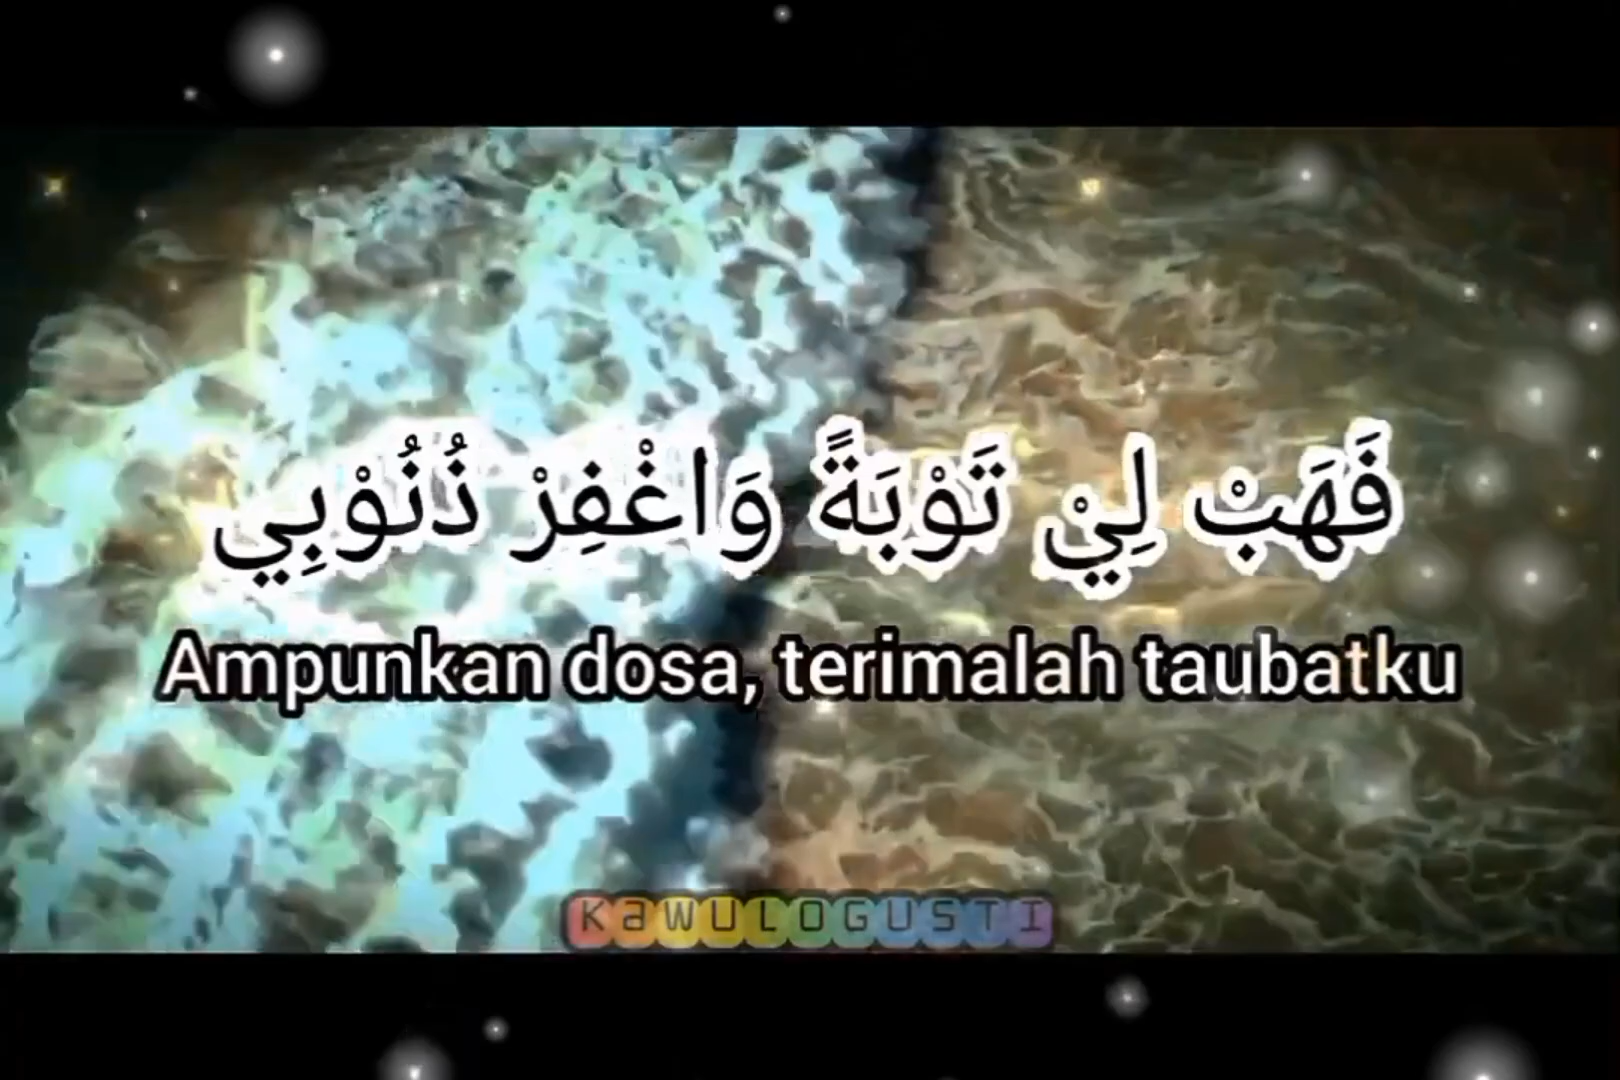 فَهَبْ لِيْ تَوْبَةً وَاغْفِرْ ذُنُوْبِي
Ampunkan dosa, terimalah taubatku
KaWULOGUSTI